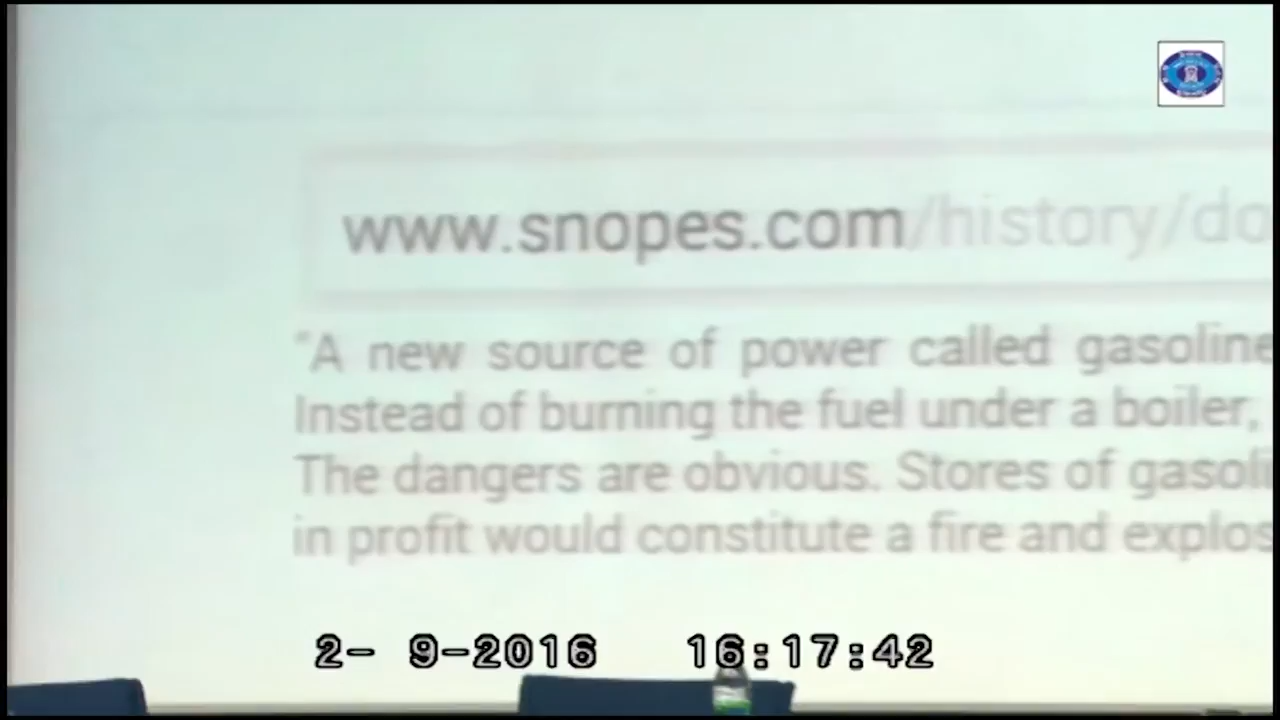 www.snopes.com/history/do
"A new source of power called gasoline
Instead of burning the fuel under a boiler,
The dangers are obvious. Stores of gasoli
in profit would constitute a fire and explos
2- 9-2016 16:17:42